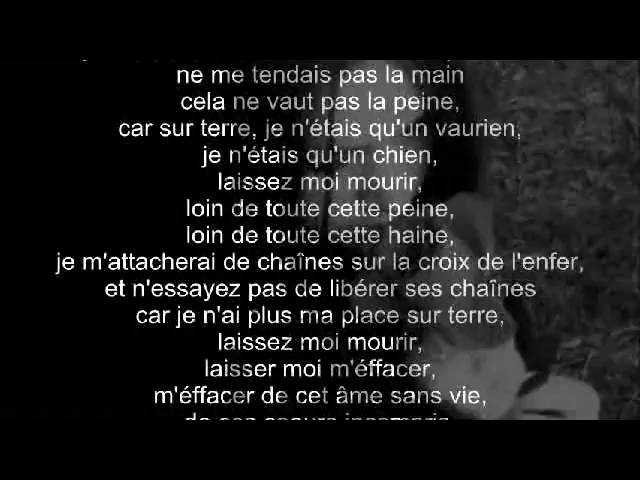 ne me tendais pas la main
cela ne vaut pas la peine,
car sur terre, je n'étais qu'un vaurien,
je n'étais qu'un chien,
laissez moi mourir,
loin de toute cette peine,
loin de toute cette haine,
je m'attacherai de chaînes sur la croix de l'enfer,
et n'essayez pas de libérer ses chaînes
car je n'ai plus ma place sur terre,
laissez moi mourir,
laisser moi m'éffacer,
m'éffacer de cet âme sans vie,